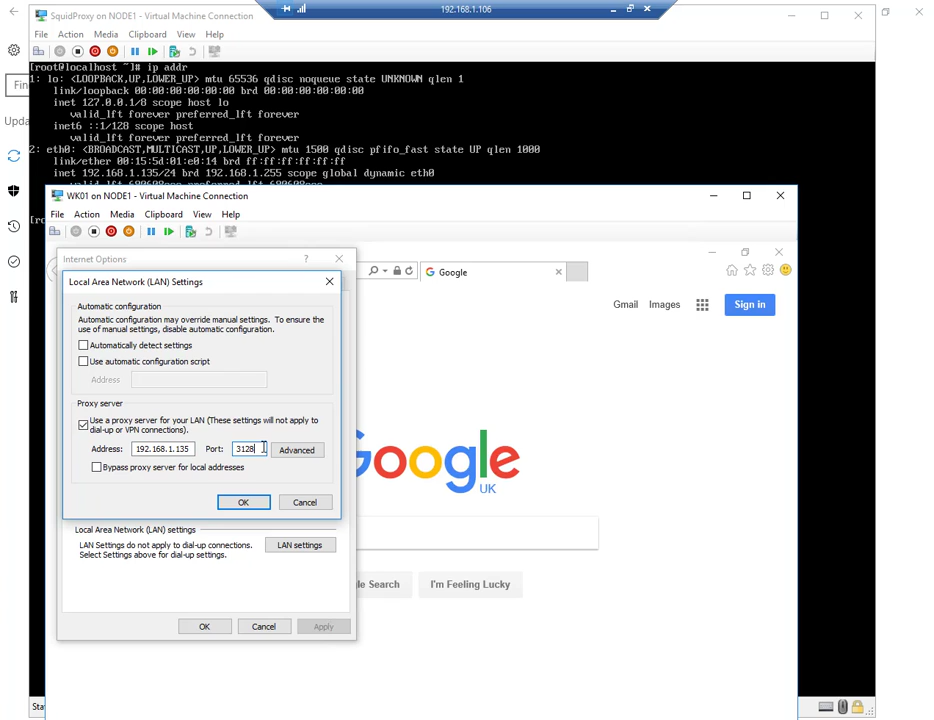 192.168.1.106
SquidProxy on localhost - Virtual Machine Connection
File Action Media Clipboard View Help
Fin
Upda
[root@localhost ~]# ip addr
1: lo: <LOOPBACK,UP,LOWER_UP> mtu 65536 qdisc noqueue state UNKNOWN qlen 1
link/loopback 00:00:00:00:00:00 brd 00:00:00:00:00:00
inet 127.0.0.1/8 scope host lo
valid_lft forever preferred_lft forever
inet6 ::1/128 scope host
valid_lft forever preferred_lft forever
2: eth0: <BROADCAST,MULTICAST,UP,LOWER_UP> mtu 1500 qdisc pfifo_fast state UP qlen 1000
link/ether 00:15:5d:01:e0:14 brd ff:ff:ff:ff:ff:ff
inet 192.168.1.135/24 brd 192.168.1.255 scope global dynamic eth0
[ro
WK01 on NODE1 - Virtual Machine Connection
File Action Media Clipboard View Help
Internet Options
Google
Local Area Network (LAN) Settings
Gmail Images Sign in
Automatic configuration
Automatic configuration may override manual settings. To ensure the
use of manual settings, disable automatic configuration.
Automatically detect settings
Use automatic configuration script
Address
Proxy server
Use a proxy server for your LAN (These settings will not apply to
dial-up or VPN connections).
Address: 192.168.1.135 Port: 3128 Advanced
Bypass proxy server for local addresses
OK Cancel
Google
UK
Local Area Network (LAN) settings
LAN Settings do not apply to dial-up connections.
Select Settings above for dial-up settings.
LAN settings
gle Search I'm Feeling Lucky
OK Cancel Apply
Sta